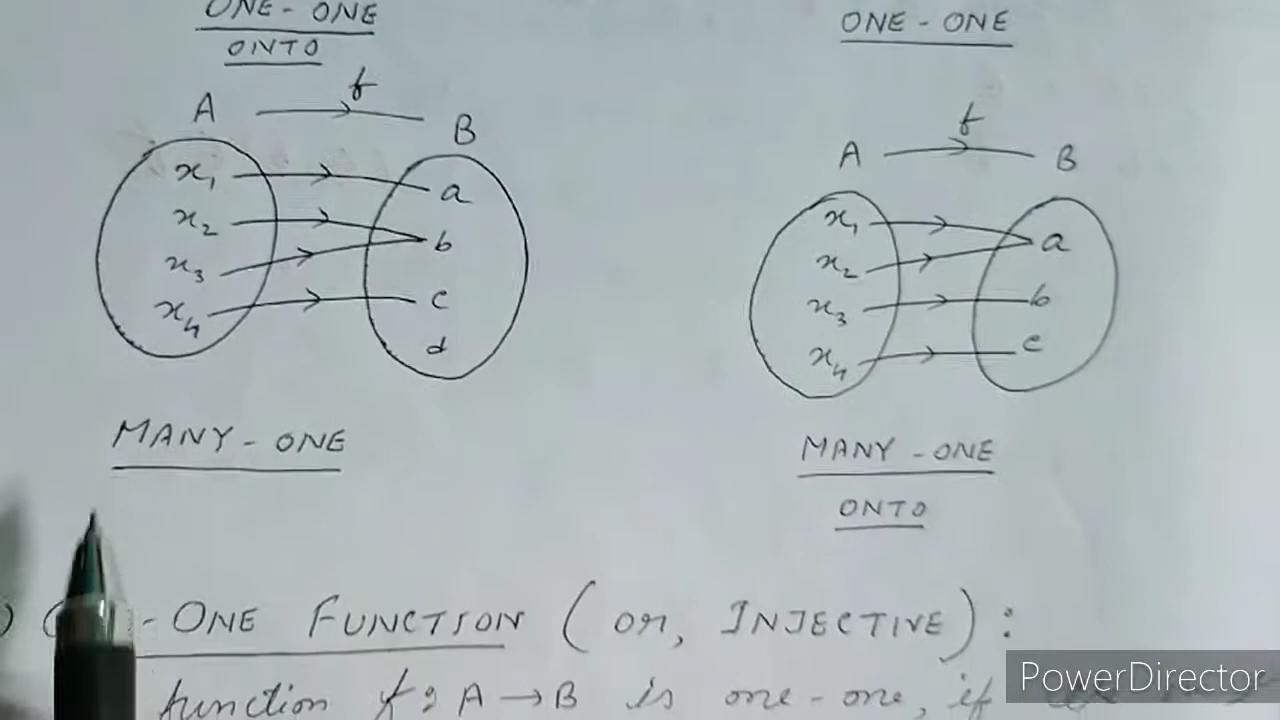 ONE - ONE
ONTO
A f B
x1 a
x2 b
x3 c
x4 d
MANY - ONE
ONE - ONE
A f B
x1 a
x2 b
x3 c
x4
MANY - ONE
ONTO
) - ONE FUNCTION (or, INJECTIVE):
function f: A → B is one-one, if
PowerDirector